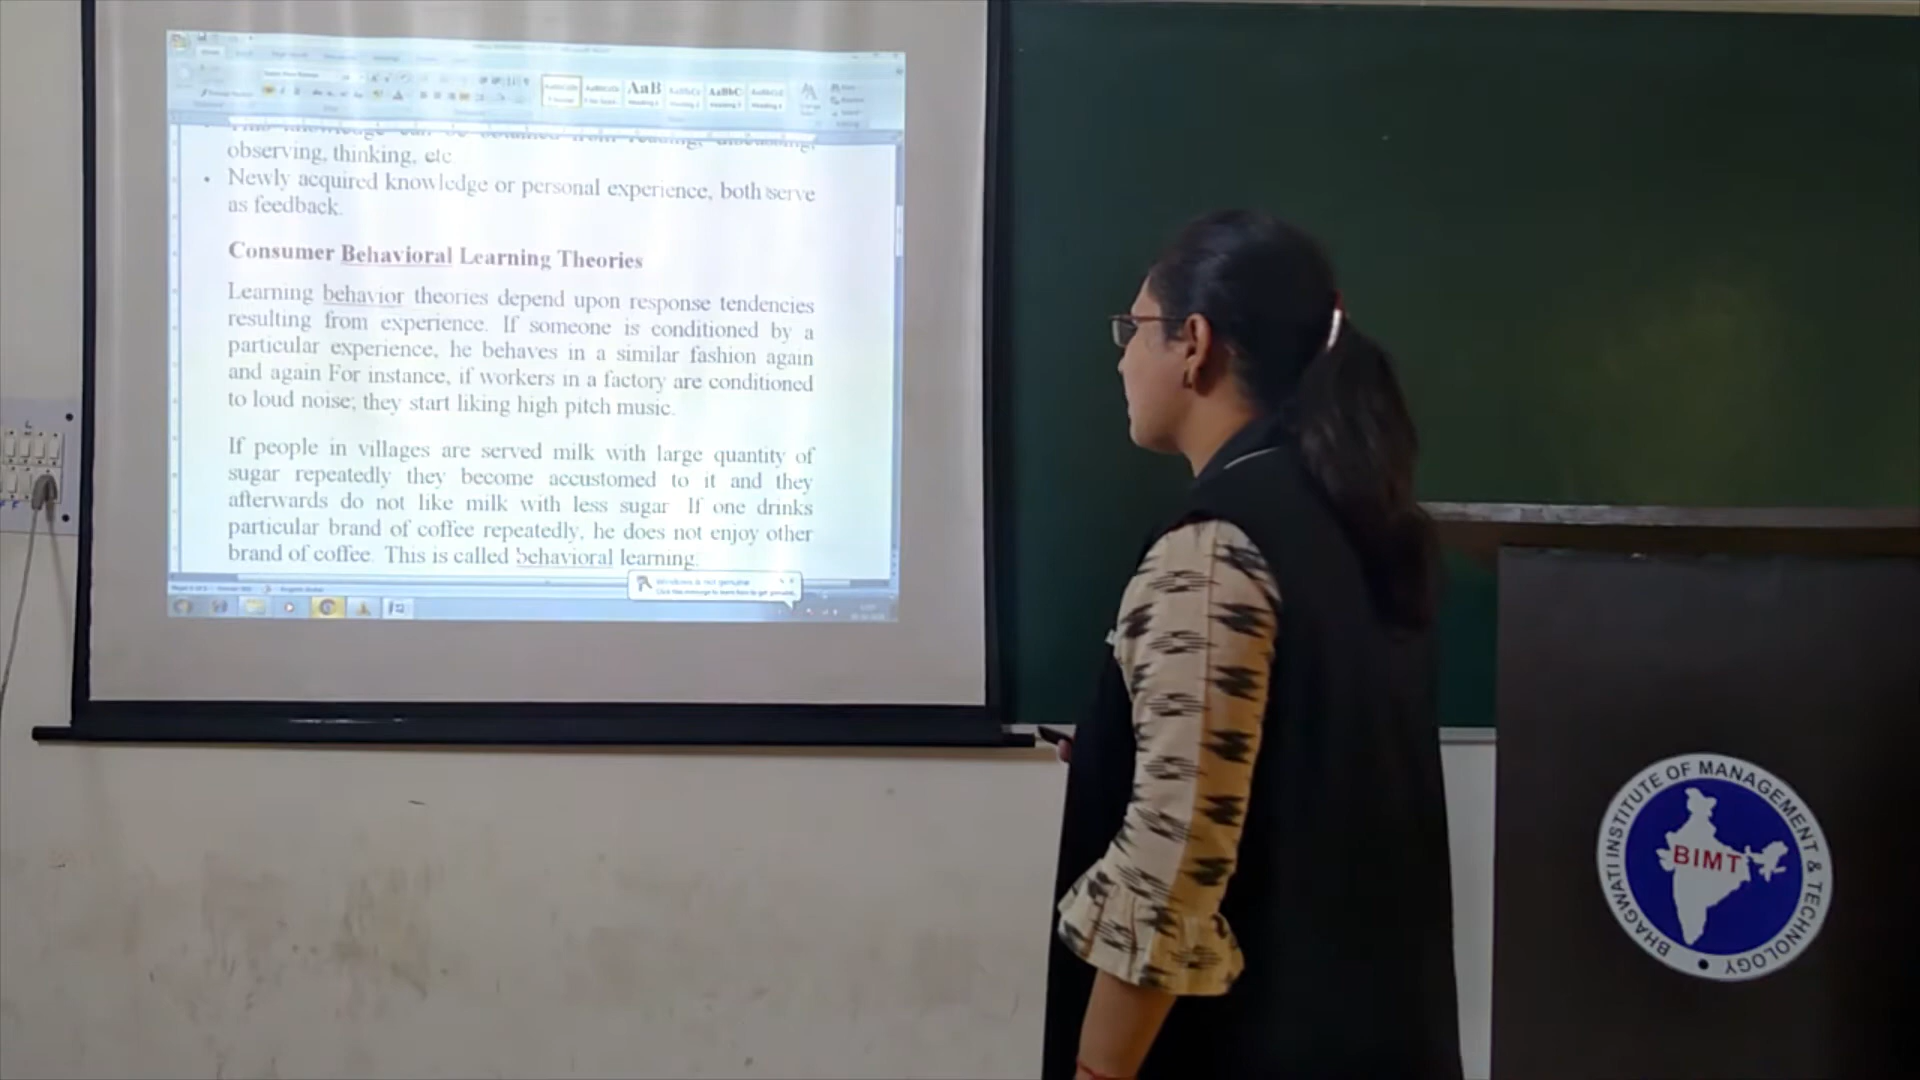 AaB
AaBbC
observing, thinking, etc
• Newly acquired knowledge or personal experience, both serve
as feedback.
Consumer Behavioral Learning Theories
Learning behavior theories depend upon response tendencies
resulting from experience. If someone is conditioned by a
particular experience, he behaves in a similar fashion again
and again For instance, if workers in a factory are conditioned
to loud noise; they start liking high pitch music.
If people in villages are served milk with large quantity of
sugar repeatedly they become accustomed to it and they
afterwards do not like milk with less sugar If one drinks
particular brand of coffee repeatedly, he does not enjoy other
brand of coffee. This is called behavioral learning.
BHAGWATI INSTITUTE OF MANAGEMENT & TECHNOLOGY
BIMT